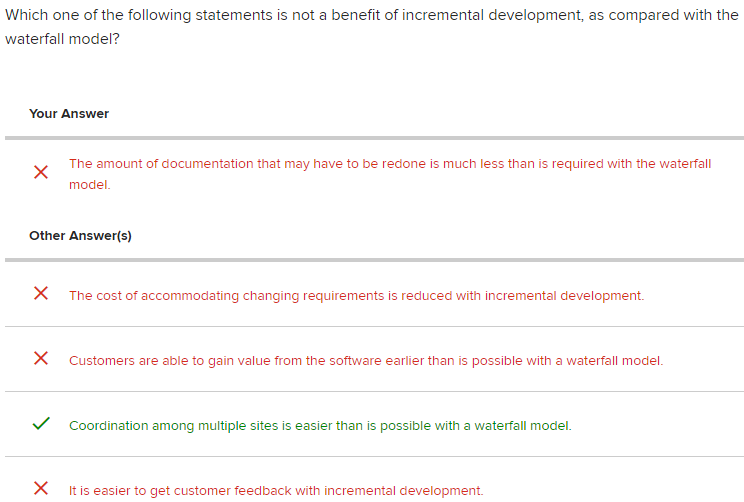 Which one of the following statements is not a benefit of incremental development, as compared with the
waterfall model?
Your Answer
The amount of documentation that may have to be redone is much less than is required with the waterfall
model.
Other Answer(s)
The cost of accommodating changing requirements is reduced with incremental development.
Customers are able to gain value from the software earlier than is possible with a waterfall model.
Coordination among multiple sites is easier than is possible with a waterfall model.
It is easier to get customer feedback with incremental development.